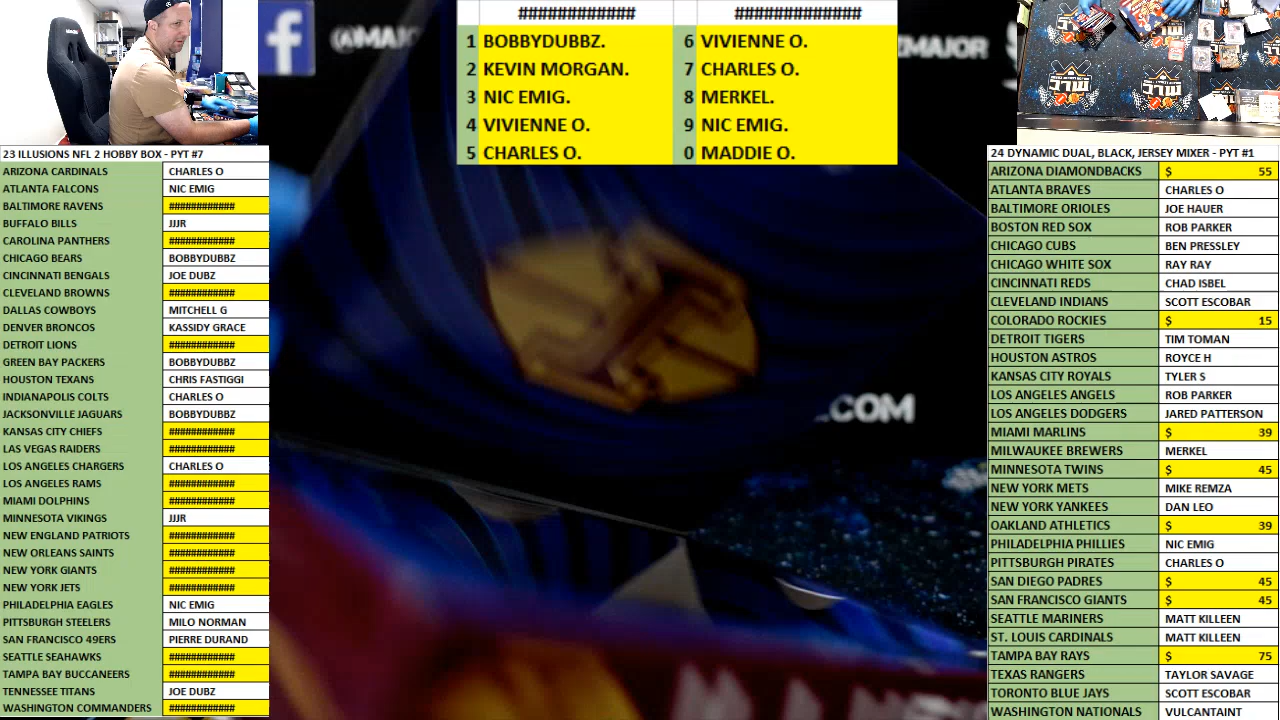 ############ #############
1 BOBBYDUBBZ. 6 VIVIENNE O.
2 KEVIN MORGAN. 7 CHARLES O.
3 NIC EMIG. 8 MERKEL.
4 VIVIENNE O. 9 NIC EMIG.
5 CHARLES O. 0 MADDIE O.
23 ILLUSIONS NFL 2 HOBBY BOX - PYT #7
ARIZONA CARDINALS CHARLES O
ATLANTA FALCONS NIC EMIG
BALTIMORE RAVENS ############
BUFFALO BILLS JJJR
CAROLINA PANTHERS ############
CHICAGO BEARS BOBBYDUBBZ
CINCINNATI BENGALS JOE DUBZ
CLEVELAND BROWNS ############
DALLAS COWBOYS MITCHELL G
DENVER BRONCOS KASSIDY GRACE
DETROIT LIONS ############
GREEN BAY PACKERS BOBBYDUBBZ
HOUSTON TEXANS CHRIS FASTIGGI
INDIANAPOLIS COLTS CHARLES O
JACKSONVILLE JAGUARS BOBBYDUBBZ
KANSAS CITY CHIEFS ############
LAS VEGAS RAIDERS ############
LOS ANGELES CHARGERS CHARLES O
LOS ANGELES RAMS ############
MIAMI DOLPHINS ############
MINNESOTA VIKINGS JJJR
NEW ENGLAND PATRIOTS ############
NEW ORLEANS SAINTS ############
NEW YORK GIANTS ############
NEW YORK JETS ############
PHILADELPHIA EAGLES NIC EMIG
PITTSBURGH STEELERS MILO NORMAN
SAN FRANCISCO 49ERS PIERRE DURAND
SEATTLE SEAHAWKS ############
TAMPA BAY BUCCANEERS ############
TENNESSEE TITANS JOE DUBZ
WASHINGTON COMMANDERS ############
24 DYNAMIC DUAL, BLACK, JERSEY MIXER - PYT #1
ARIZONA DIAMONDBACKS $ 55
ATLANTA BRAVES CHARLES O
BALTIMORE ORIOLES JOE HAUER
BOSTON RED SOX ROB PARKER
CHICAGO CUBS BEN PRESSLEY
CHICAGO WHITE SOX RAY RAY
CINCINNATI REDS CHAD ISBEL
CLEVELAND INDIANS SCOTT ESCOBAR
COLORADO ROCKIES $ 15
DETROIT TIGERS TIM TOMAN
HOUSTON ASTROS ROYCE H
KANSAS CITY ROYALS TYLER S
LOS ANGELES ANGELS ROB PARKER
LOS ANGELES DODGERS JARED PATTERSON
MIAMI MARLINS $ 39
MILWAUKEE BREWERS MERKEL
MINNESOTA TWINS $ 45
NEW YORK METS MIKE REMZA
NEW YORK YANKEES DAN LEO
OAKLAND ATHLETICS $ 39
PHILADELPHIA PHILLIES NIC EMIG
PITTSBURGH PIRATES CHARLES O
SAN DIEGO PADRES $ 45
SAN FRANCISCO GIANTS $ 45
SEATTLE MARINERS MATT KILLEEN
ST. LOUIS CARDINALS MATT KILLEEN
TAMPA BAY RAYS $ 75
TEXAS RANGERS TAYLOR SAVAGE
TORONTO BLUE JAYS SCOTT ESCOBAR
WASHINGTON NATIONALS VULCANTAINT
.COM